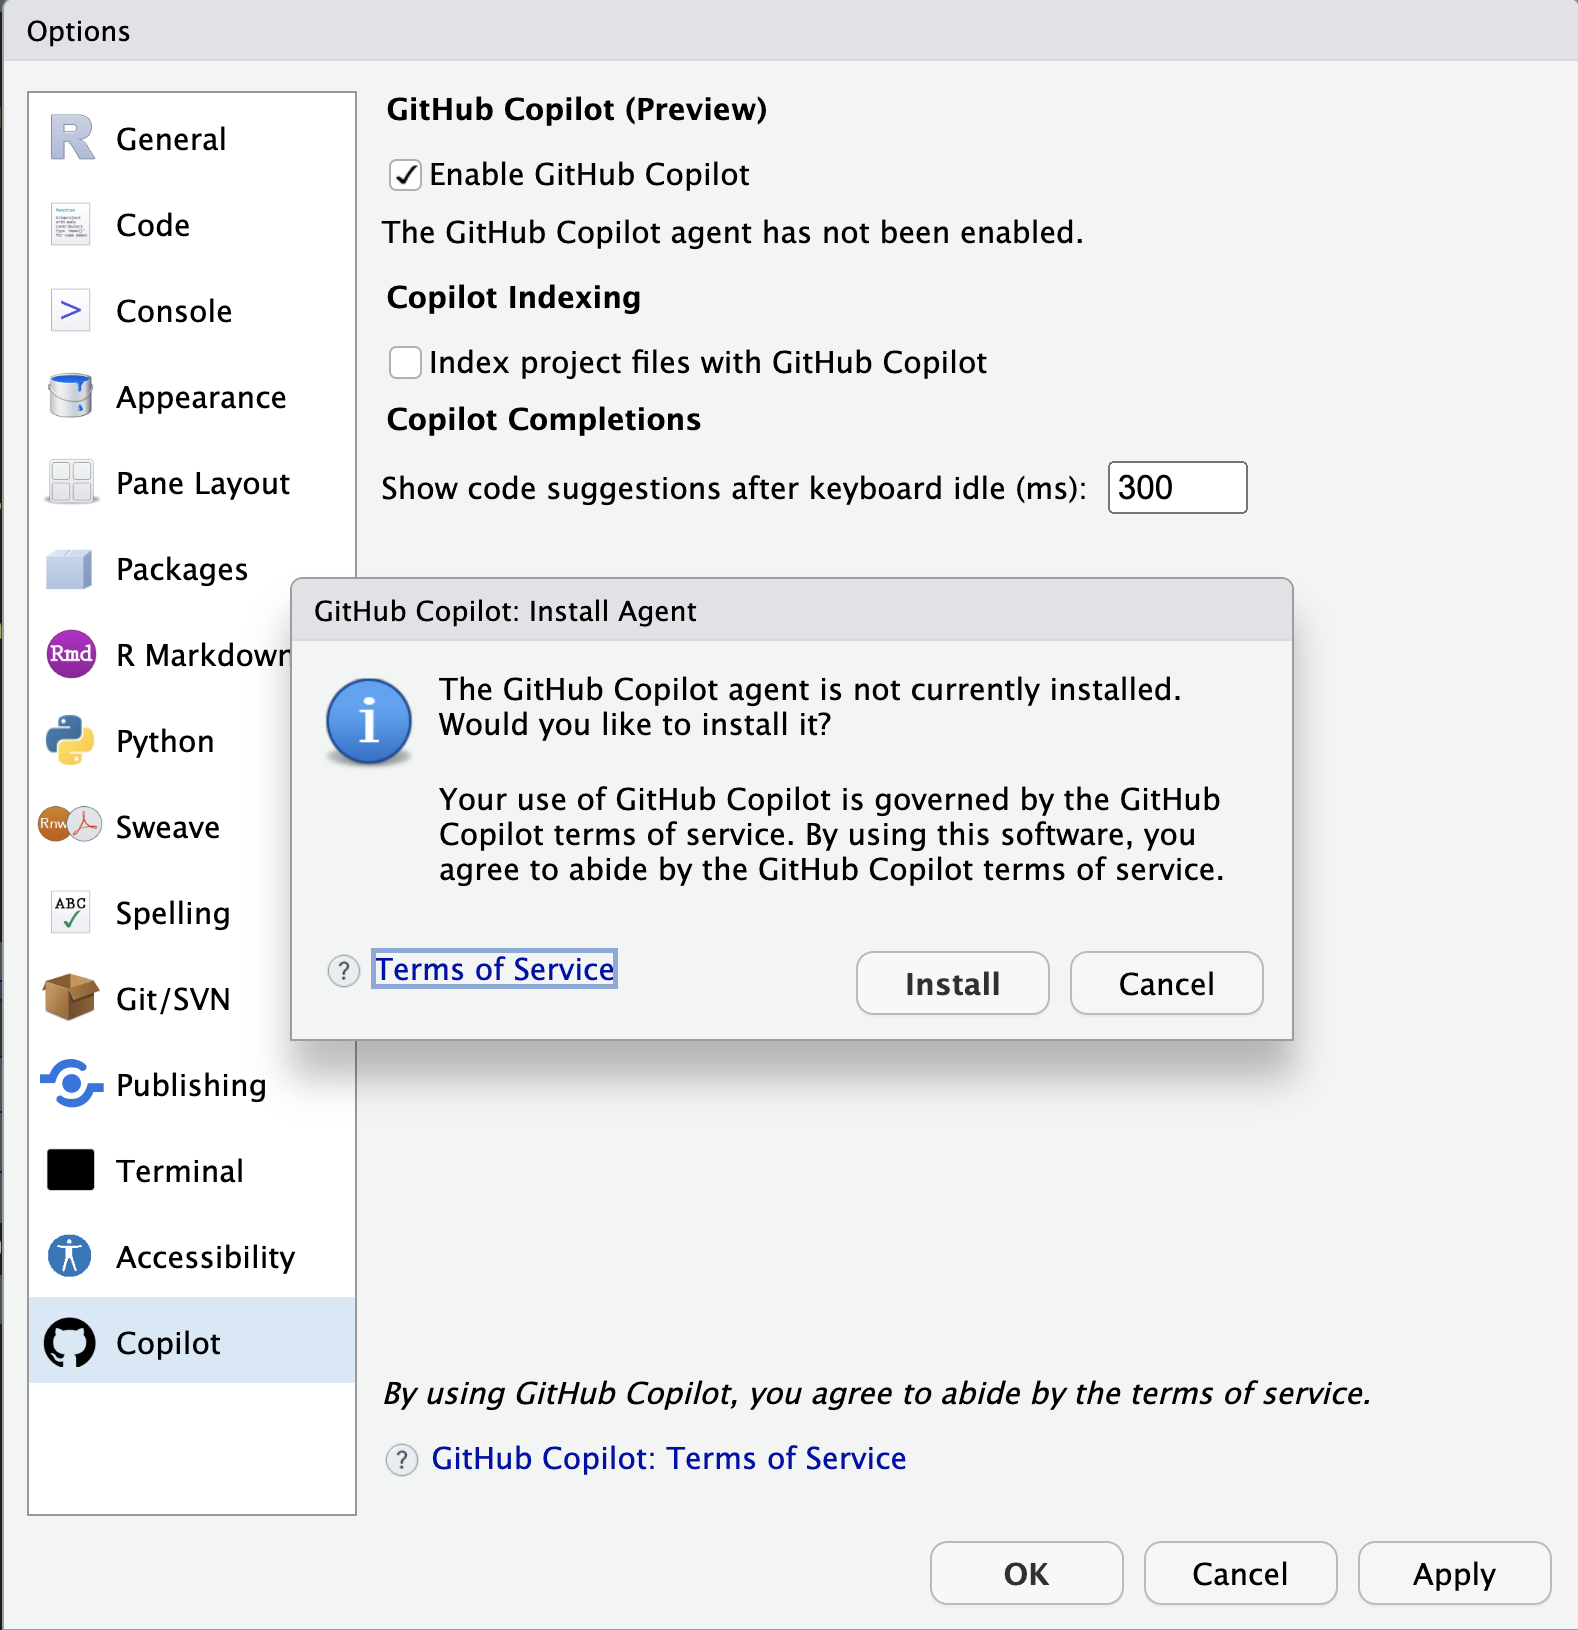 Options
General
Code
Console
Appearance
Pane Layout
Packages
Rmd
R Markdown
Python
Rnw
Sweave
ABC
Spelling
Git/SVN
Publishing
Terminal
Accessibility
Copilot
GitHub Copilot (Preview)
Enable GitHub Copilot
The GitHub Copilot agent has not been enabled.
Copilot Indexing
Index project files with GitHub Copilot
Copilot Completions
Show code suggestions after keyboard idle (ms): 300
GitHub Copilot: Install Agent
The GitHub Copilot agent is not currently installed.
Would you like to install it?
Your use of GitHub Copilot is governed by the GitHub
Copilot terms of service. By using this software, you
agree to abide by the GitHub Copilot terms of service.
? Terms of Service
Install
Cancel
By using GitHub Copilot, you agree to abide by the terms of service.
? GitHub Copilot: Terms of Service
OK
Cancel
Apply